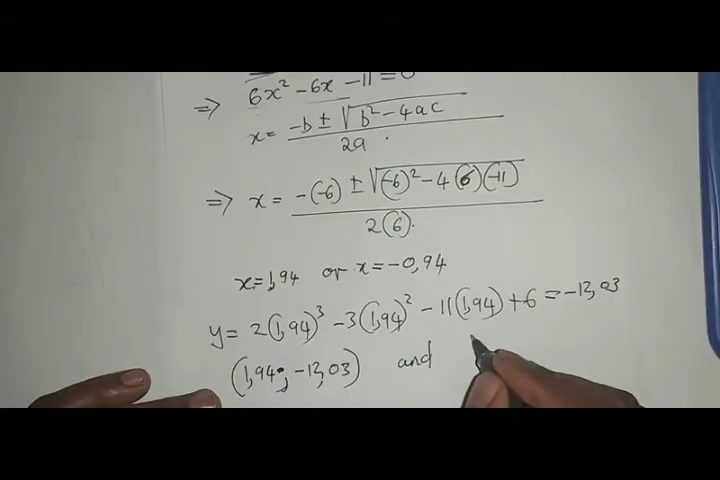 ⇒ 6x² - 6x - 11 = 0
x = -b ± √b² - 4ac / 2a
⇒ x = -(-6) ± √(-6)² - 4(6)(-11) / 2(6)
x = 1,94 or x = -0,94
y = 2(1,94)³ - 3(1,94)² - 11(1,94) + 6 = -13,03
(1,94 ; -13,03) and